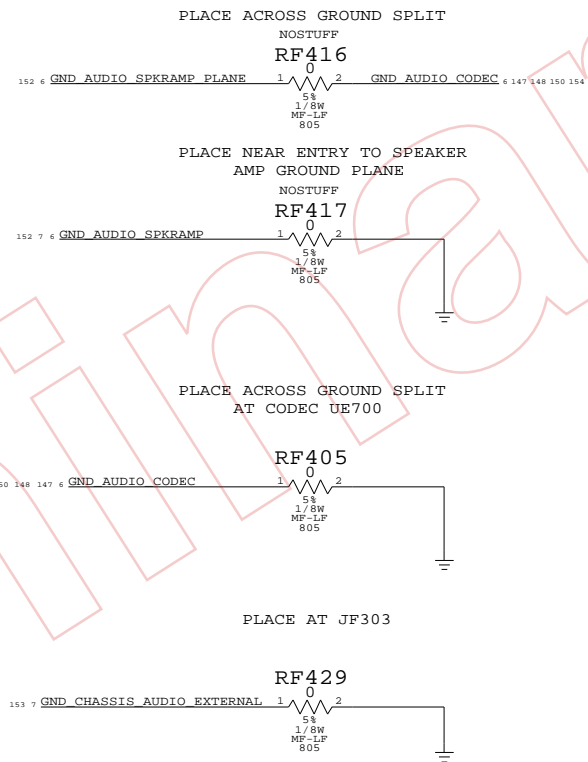 PLACE ACROSS GROUND SPLIT
NOSTUFF
RF416
0
152 6 GND_AUDIO_SPKRAMP_PLANE 1 2 GND_AUDIO_CODEC 6 147 148 150 154
5%
1/8W
MF-LF
805
PLACE NEAR ENTRY TO SPEAKER
AMP GROUND PLANE
NOSTUFF
RF417
0
152 7 6 GND_AUDIO_SPKRAMP 1 2
5%
1/8W
MF-LF
805
PLACE ACROSS GROUND SPLIT
AT CODEC UE700
RF405
0
148 147 6 GND_AUDIO_CODEC 1 2
5%
1/8W
MF-LF
805
PLACE AT JF303
RF429
0
153 7 GND_CHASSIS_AUDIO_EXTERNAL 1 2
5%
1/8W
MF-LF
805